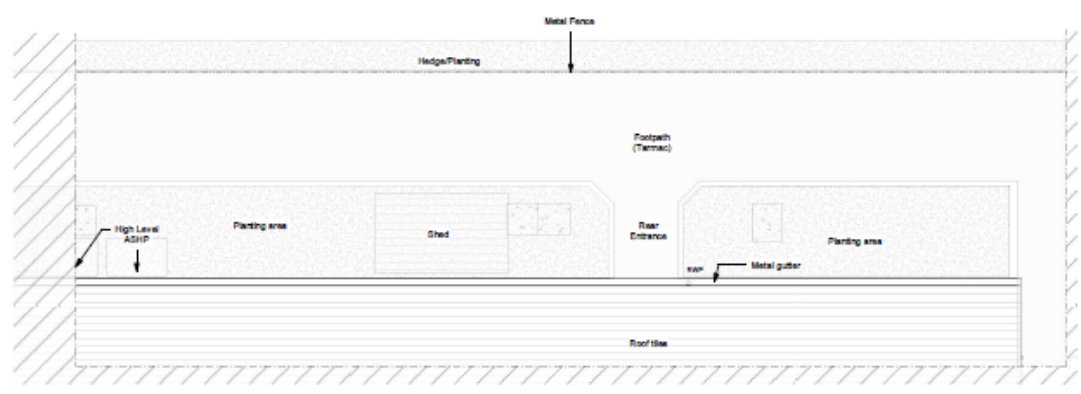 Metal Fence
Hedge/Planting
Footpath
(Tarmac)
High Level
ASHP
Planting area
Shed
Rear
Entrance
Planting area
RWP
Metal gutter
Roof tiles